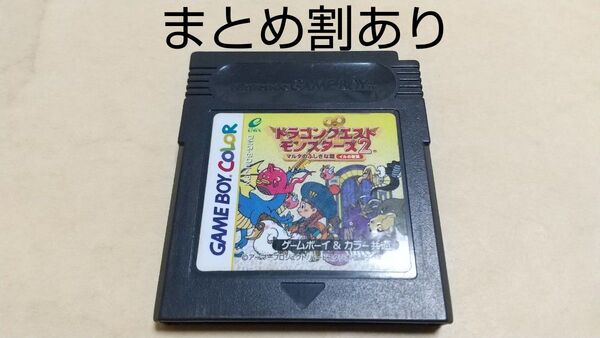 まとめ割あり
Nintendo GAME BOY
ENIX
ドラゴンクエスト
モンスターズ2
マルタのふしぎな鍵 イルの冒険
GAME BOY COLOR
ゲームボーイ & カラー共通